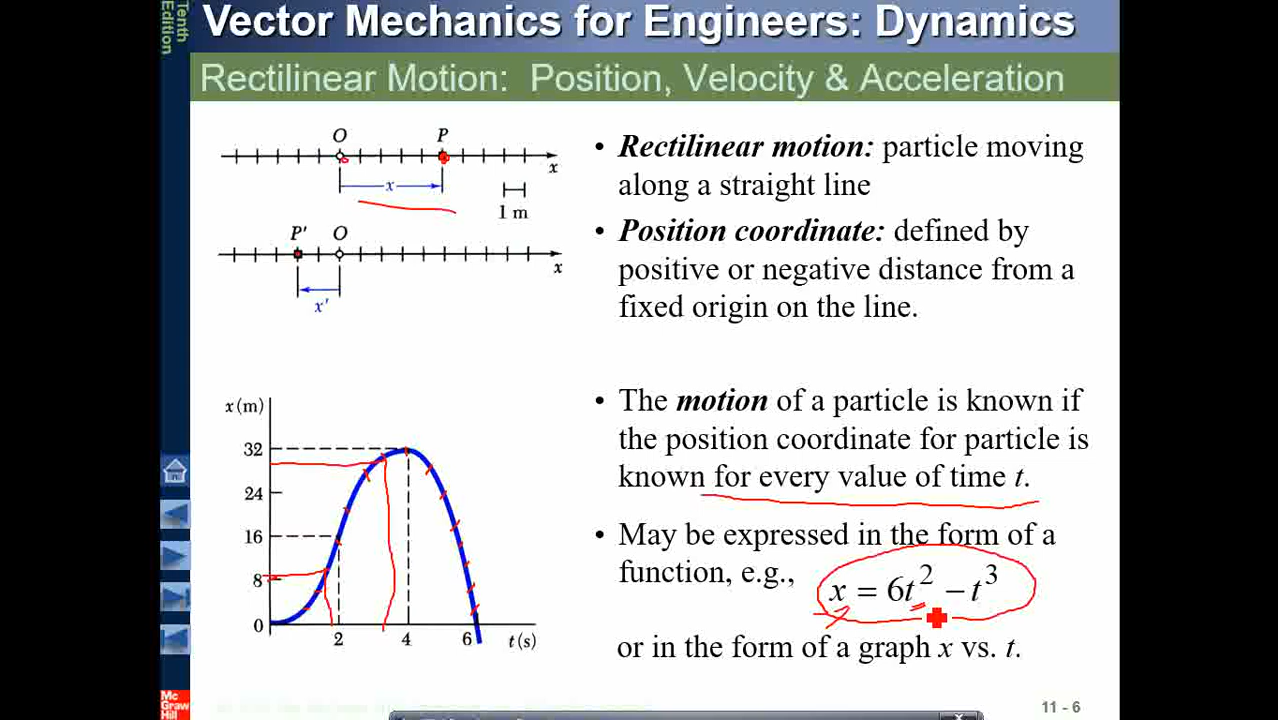 Tenth
Edition
Vector Mechanics for Engineers: Dynamics
Rectilinear Motion: Position, Velocity & Acceleration
O P
x
x
1 m
P' O
x
x'
• Rectilinear motion: particle moving
along a straight line
• Position coordinate: defined by
positive or negative distance from a
fixed origin on the line.
x (m)
32
24
16
8
0
2 4 6 t (s)
• The motion of a particle is known if
the position coordinate for particle is
known for every value of time t.
• May be expressed in the form of a
function, e.g., x = 6t² − t³
or in the form of a graph x vs. t.
Mc
Graw
Hill
11 - 6